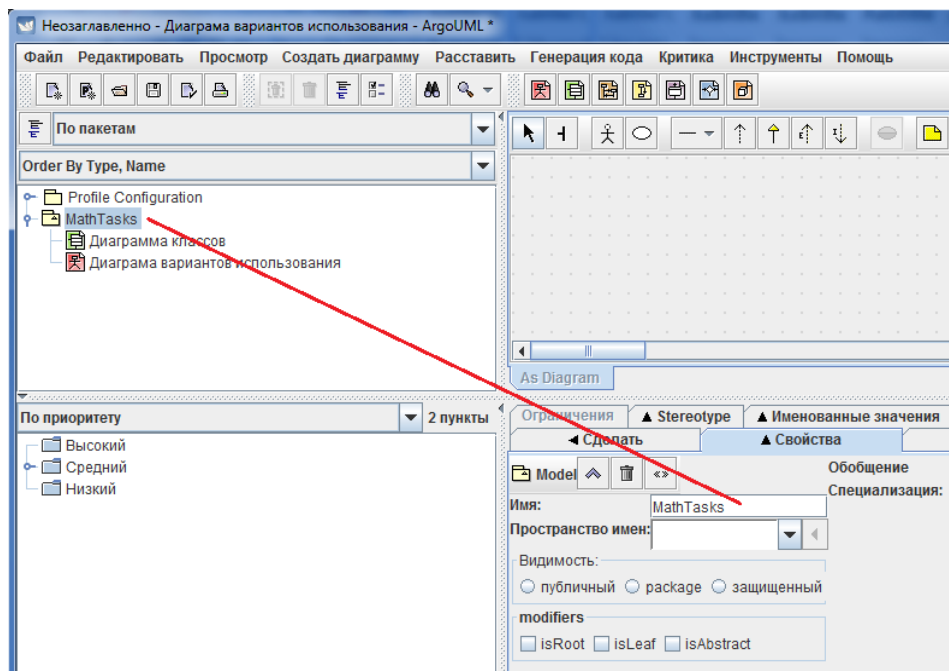 Неозаглавленно - Диаграма вариантов использования - ArgoUML *
Файл Редактировать Просмотр Создать диаграмму Расставить Генерация кода Критика Инструменты Помощь
По пакетам
Order By Type, Name
Profile Configuration
MathTasks
Диаграмма классов
Диаграма вариантов использования
As Diagram
По приоритету 2 пункты
Высокий
Средний
Низкий
Ограничения Stereotype Именованные значения
Сделать Свойства
Model
Обобщение
Специализация:
Имя: MathTasks
Пространство имен:
Видимость:
публичный package защищенный
modifiers
isRoot isLeaf isAbstract